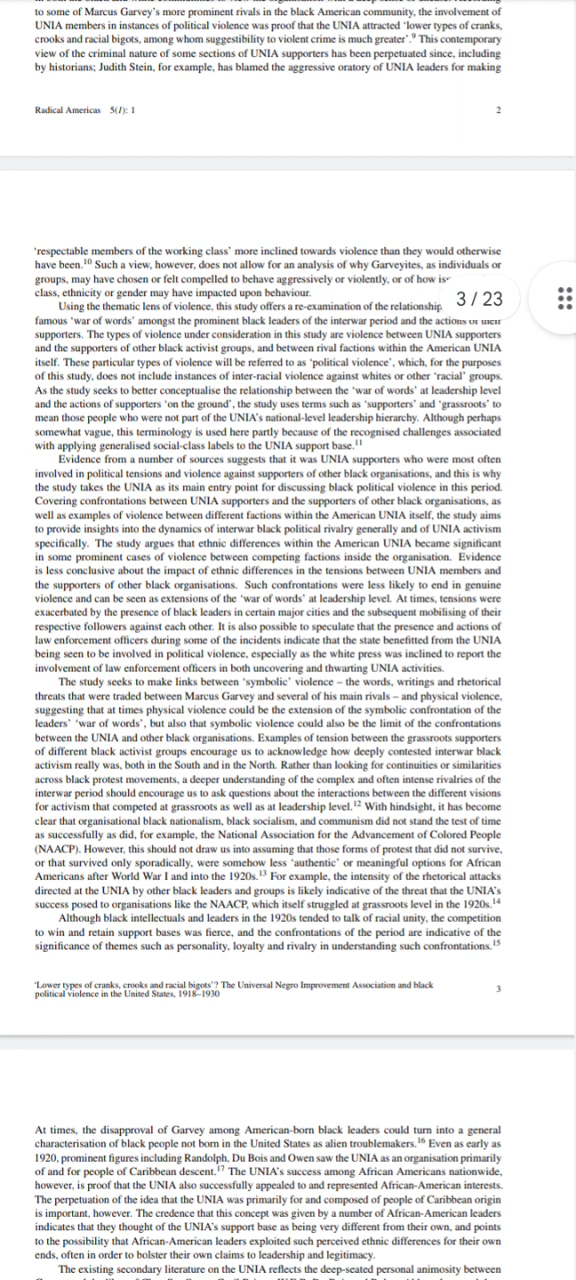 to some of Marcus Garvey's more prominent rivals in the black American community, the involvement of
UNIA members in instances of political violence was proof that the UNIA attracted 'lower types of cranks,
crooks and racial bigots, among whom suggestibility to violent crime is much greater'.9 This contemporary
view of the criminal nature of some sections of UNIA supporters has been perpetuated since, including
by historians; Judith Stein, for example, has blamed the aggressive oratory of UNIA leaders for making
Radical Americas 5(1): 1
2
'respectable members of the working class' more inclined towards violence than they would otherwise
have been.10 Such a view, however, does not allow for an analysis of why Garveyites, as individuals or
groups, may have chosen or felt compelled to behave aggressively or violently, or of how
class, ethnicity or gender may have impacted upon behaviour.
Using the thematic lens of violence, this study offers a re-examination of the relationship
3 / 23
famous 'war of words' amongst the prominent black leaders of the interwar period and the actions of their
supporters. The types of violence under consideration in this study are violence between UNIA supporters
and the supporters of other black activist groups, and between rival factions within the American UNIA
itself. These particular types of violence will be referred to as 'political violence', which, for the purposes
of this study, does not include instances of inter-racial violence against whites or other 'racial' groups.
As the study seeks to better conceptualise the relationship between the 'war of words' at leadership level
and the actions of supporters 'on the ground', the study uses terms such as 'supporters' and 'grassroots' to
mean those people who were not part of the UNIA's national-level leadership hierarchy. Although perhaps
somewhat vague, this terminology is used here partly because of the recognised challenges associated
with applying generalised social-class labels to the UNIA support base.11
Evidence from a number of sources suggests that it was UNIA supporters who were most often
involved in political tensions and violence against supporters of other black organisations, and this is why
the study takes the UNIA as its main entry point for discussing black political violence in this period.
Covering confrontations between UNIA supporters and the supporters of other black organisations, as
well as examples of violence between different factions within the American UNIA itself, the study aims
to provide insights into the dynamics of interwar black political rivalry generally and of UNIA activism
specifically. The study argues that ethnic differences within the American UNIA became significant
in some prominent cases of violence between competing factions inside the organisation. Evidence
is less conclusive about the impact of ethnic differences in the tensions between UNIA members and
the supporters of other black organisations. Such confrontations were less likely to end in genuine
violence and can be seen as extensions of the 'war of words' at leadership level. At times, tensions were
exacerbated by the presence of black leaders in certain major cities and the subsequent mobilising of their
respective followers against each other. It is also possible to speculate that the presence and actions of
law enforcement officers during some of the incidents indicate that the state benefitted from the UNIA
being seen to be involved in political violence, especially as the white press was inclined to report the
involvement of law enforcement officers in both uncovering and thwarting UNIA activities.
The study seeks to make links between 'symbolic' violence – the words, writings and rhetorical
threats that were traded between Marcus Garvey and several of his main rivals – and physical violence,
suggesting that at times physical violence could be the extension of the symbolic confrontation of the
leaders' 'war of words', but also that symbolic violence could also be the limit of the confrontations
between the UNIA and other black organisations. Examples of tension between the grassroots supporters
of different black activist groups encourage us to acknowledge how deeply contested interwar black
activism really was, both in the South and in the North. Rather than looking for continuities or similarities
across black protest movements, a deeper understanding of the complex and often intense rivalries of the
interwar period should encourage us to ask questions about the interactions between the different visions
for activism that competed at grassroots as well as at leadership level.12 With hindsight, it has become
clear that organisational black nationalism, black socialism, and communism did not stand the test of time
as successfully as did, for example, the National Association for the Advancement of Colored People
(NAACP). However, this should not draw us into assuming that those forms of protest that did not survive,
or that survived only sporadically, were somehow less 'authentic' or meaningful options for African
Americans after World War I and into the 1920s.13 For example, the intensity of the rhetorical attacks
directed at the UNIA by other black leaders and groups is likely indicative of the threat that the UNIA's
success posed to organisations like the NAACP, which itself struggled at grassroots level in the 1920s.14
Although black intellectuals and leaders in the 1920s tended to talk of racial unity, the competition
to win and retain support bases was fierce, and the confrontations of the period are indicative of the
significance of themes such as personality, loyalty and rivalry in understanding such confrontations.15
'Lower types of cranks, crooks and racial bigots'? The Universal Negro Improvement Association and black
political violence in the United States, 1918–1930
3
At times, the disapproval of Garvey among American-born black leaders could turn into a general
characterisation of black people not born in the United States as alien troublemakers.16 Even as early as
1920, prominent figures including Randolph, Du Bois and Owen saw the UNIA as an organisation primarily
of and for people of Caribbean descent.17 The UNIA's success among African Americans nationwide,
however, is proof that the UNIA also successfully appealed to and represented African-American interests.
The perpetuation of the idea that the UNIA was primarily for and composed of people of Caribbean origin
is important, however. The credence that this concept was given by a number of African-American leaders
indicates that they thought of the UNIA's support base as being very different from their own, and points
to the possibility that African-American leaders exploited such perceived ethnic differences for their own
ends, often in order to bolster their own claims to leadership and legitimacy.
The existing secondary literature on the UNIA reflects the deep-seated personal animosity between